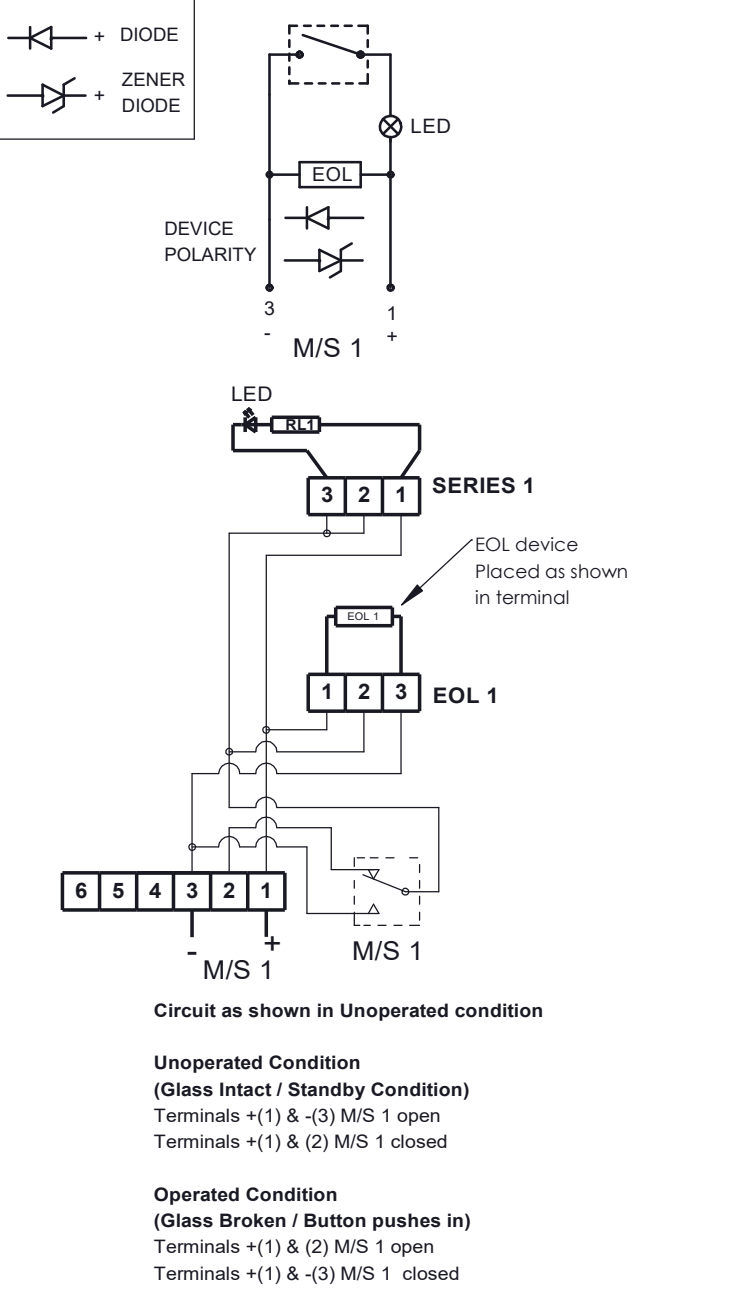 + DIODE
+ ZENER
DIODE
LED
EOL
DEVICE
POLARITY
3 1
- +
M/S 1
LED
RL1
3 2 1 SERIES 1
EOL device
Placed as shown
in terminal
EOL 1
1 2 3 EOL 1
6 5 4 3 2 1
- +
M/S 1
M/S 1
Circuit as shown in Unoperated condition
Unoperated Condition
(Glass Intact / Standby Condition)
Terminals +(1) & -(3) M/S 1 open
Terminals +(1) & (2) M/S 1 closed
Operated Condition
(Glass Broken / Button pushes in)
Terminals +(1) & (2) M/S 1 open
Terminals +(1) & -(3) M/S 1 closed